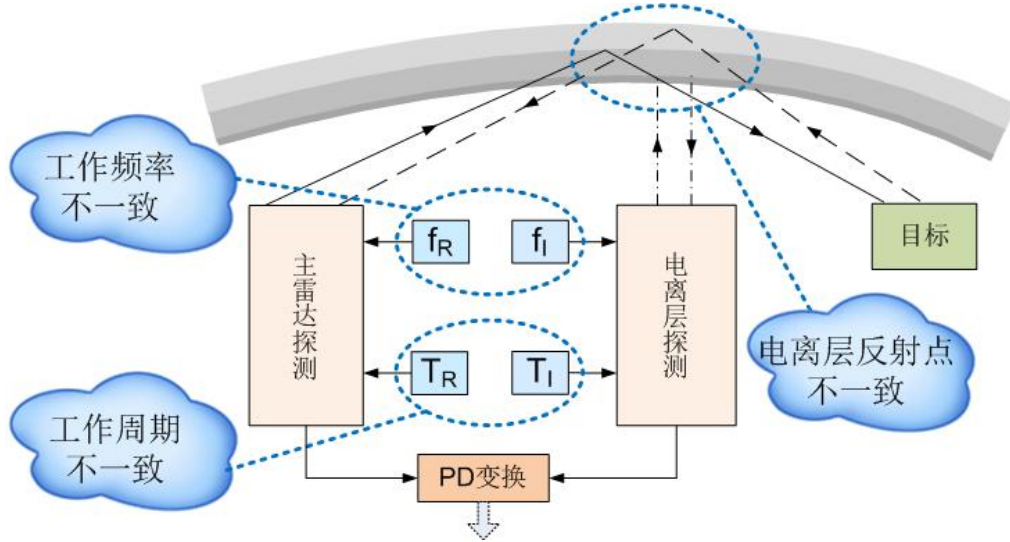 工作频率
不一致
f_R
f_I
目标
主雷达探测
电离层探测
T_R
T_I
电离层反射点
不一致
工作周期
不一致
PD变换